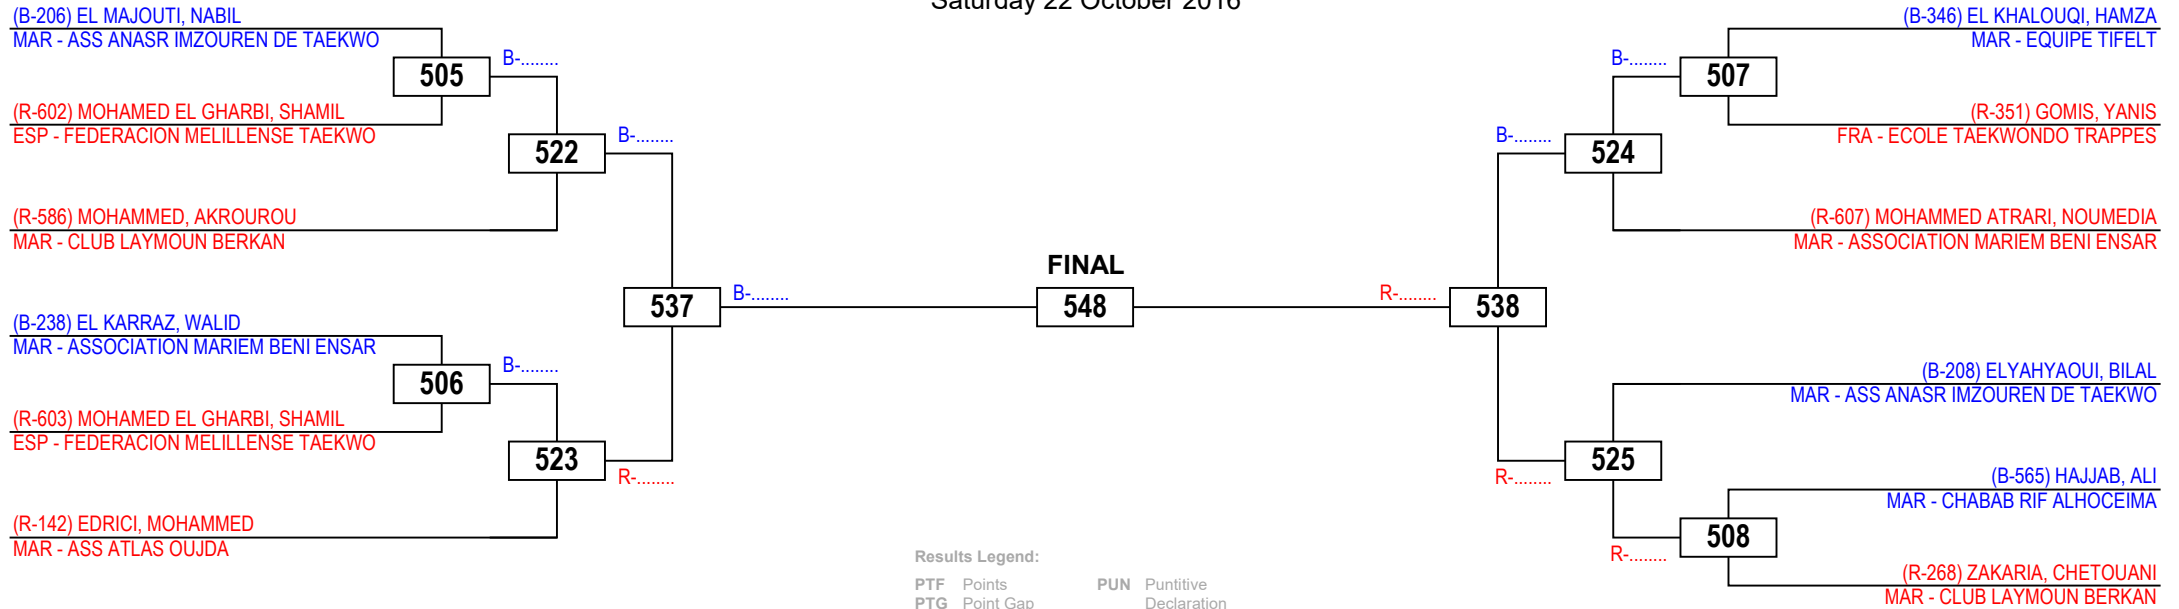 Saturday 22 October 2016
(B-206) EL MAJOUTI, NABIL
MAR - ASS ANASR IMZOUREN DE TAEKWO
505
B-........
(R-602) MOHAMED EL GHARBI, SHAMIL
ESP - FEDERACION MELILLENSE TAEKWO
522
B-........
(R-586) MOHAMMED, AKROUROU
MAR - CLUB LAYMOUN BERKAN
537
B-........
(B-238) EL KARRAZ, WALID
MAR - ASSOCIATION MARIEM BENI ENSAR
506
B-........
(R-603) MOHAMED EL GHARBI, SHAMIL
ESP - FEDERACION MELILLENSE TAEKWO
523
R-........
(R-142) EDRICI, MOHAMMED
MAR - ASS ATLAS OUJDA
FINAL
548
(B-346) EL KHALOUQI, HAMZA
MAR - EQUIPE TIFELT
B-........
507
(R-351) GOMIS, YANIS
FRA - ECOLE TAEKWONDO TRAPPES
B-........
524
(R-607) MOHAMMED ATRARI, NOUMEDIA
MAR - ASSOCIATION MARIEM BENI ENSAR
R-........
538
(B-208) ELYAHYAOUI, BILAL
MAR - ASS ANASR IMZOUREN DE TAEKWO
525
R-........
(B-565) HAJJAB, ALI
MAR - CHABAB RIF ALHOCEIMA
508
R-........
(R-268) ZAKARIA, CHETOUANI
MAR - CLUB LAYMOUN BERKAN
Results Legend:
PTF Points
PUN Puntitive
PTG Point Gap
Declaration